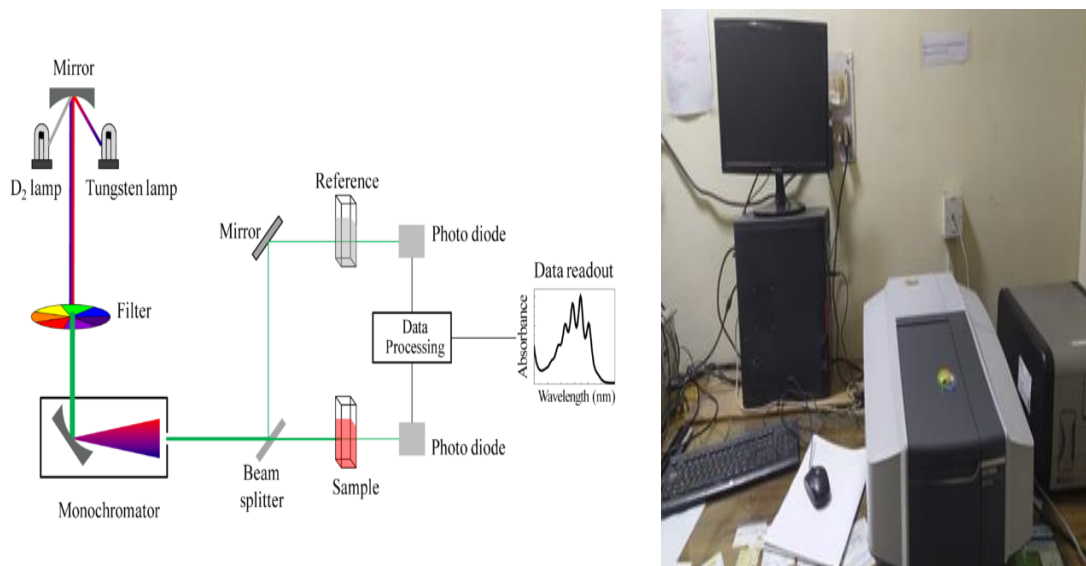 Mirror
D₂ lamp
Tungsten lamp
Filter
Monochromator
Beam
splitter
Mirror
Reference
Sample
Photo diode
Data
Processing
Photo diode
Data readout
Absorbance
Wavelength (nm)